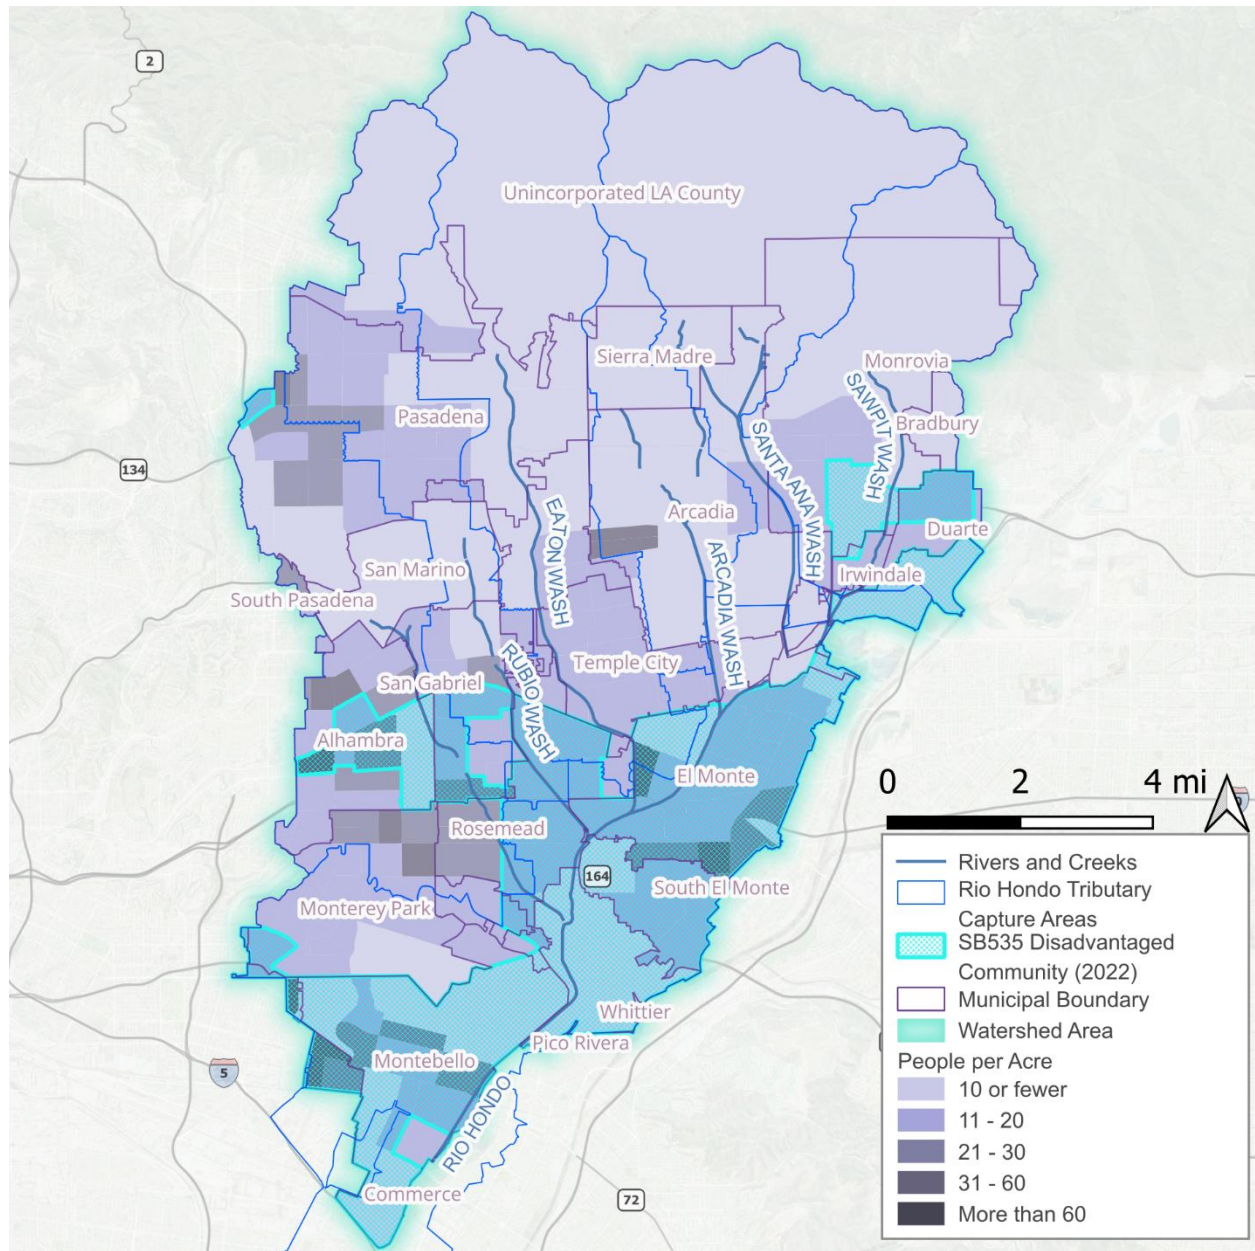 2
Unincorporated LA County
Sierra Madre
Monrovia
Pasadena
SAWPIT WASH
Bradbury
134
SANTA ANA WASH
EATON WASH
Arcadia
Duarte
San Marino
ARCADIA WASH
Irwindale
South Pasadena
RUBIO WASH
Temple City
San Gabriel
Alhambra
El Monte
Rosemead
164
South El Monte
Monterey Park
Whittier
Pico Rivera
Montebello
5
RIO HONDO
Commerce
72
0 2 4 mi
Rivers and Creeks
Rio Hondo Tributary
Capture Areas
SB535 Disadvantaged
Community (2022)
Municipal Boundary
Watershed Area
People per Acre
10 or fewer
11 - 20
21 - 30
31 - 60
More than 60